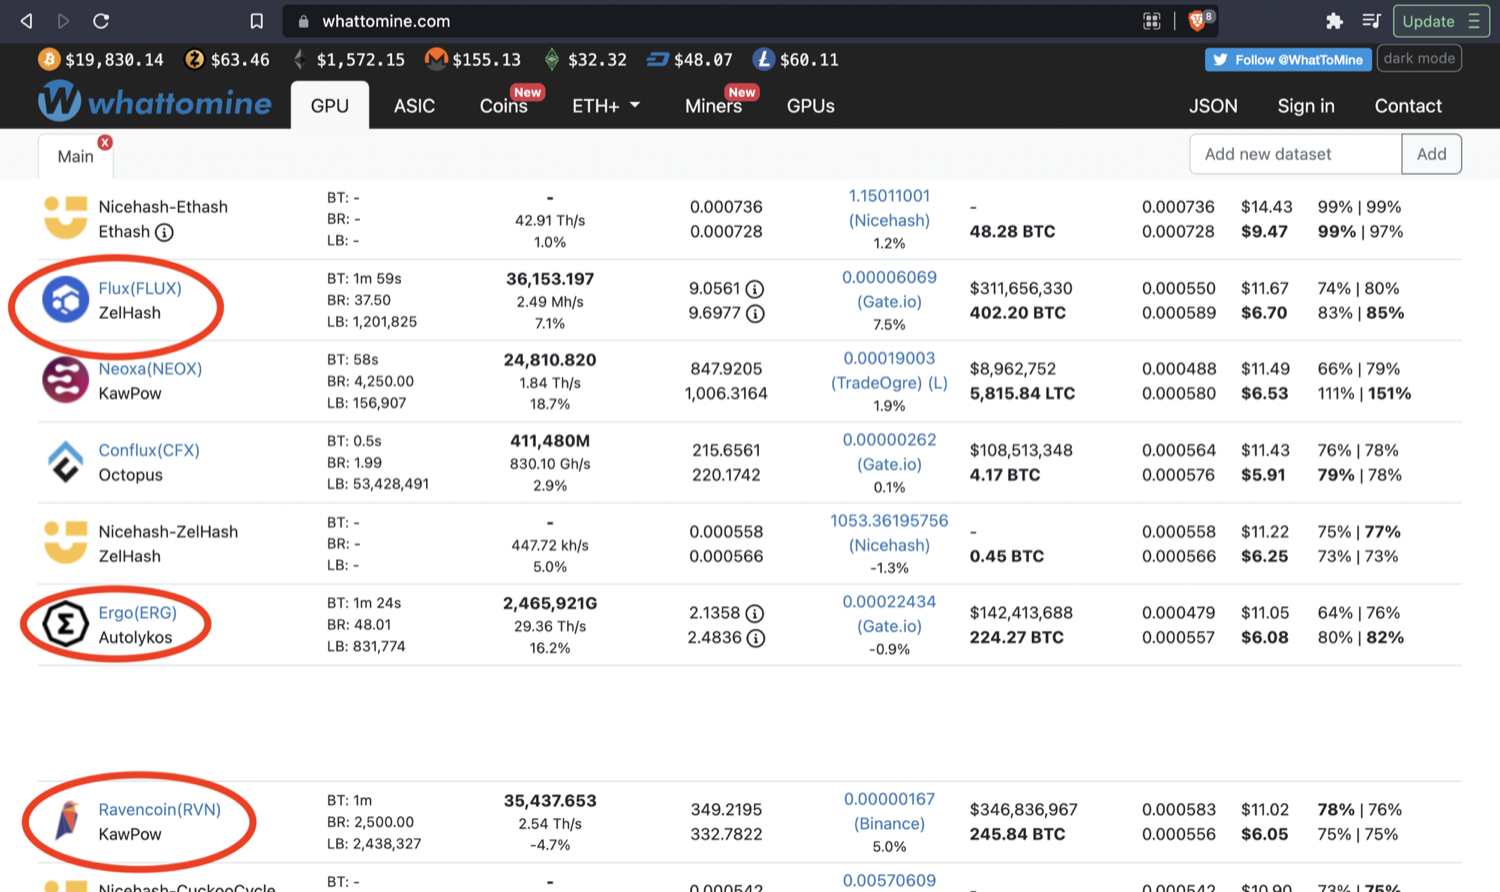 whattomine.com
8
Update
$19,830.14 $63.46 $1,572.15 $155.13 $32.32 $48.07 $60.11
Follow @WhatToMine
dark mode
whattomine
GPU
ASIC
Coins New
ETH+
Miners New
GPUs
JSON
Sign in
Contact
Main X
Add new dataset
Add
Nicehash-Ethash BT: - - 0.000736 1.15011001 - 0.000736 $14.43 99% | 99%
Ethash BR: - 42.91 Th/s 0.000728 (Nicehash) 48.28 BTC 0.000728 $9.47 99% | 97%
LB: - 1.0% 1.2%
Flux(FLUX) BT: 1m 59s 36,153.197 9.0561 0.00006069 $311,656,330 0.000550 $11.67 74% | 80%
ZelHash BR: 37.50 2.49 Mh/s 9.6977 (Gate.io) 402.20 BTC 0.000589 $6.70 83% | 85%
LB: 1,201,825 7.1% 7.5%
Neoxa(NEOX) BT: 58s 24,810.820 847.9205 0.00019003 $8,962,752 0.000488 $11.49 66% | 79%
KawPow BR: 4,250.00 1.84 Th/s 1,006.3164 (TradeOgre) (L) 5,815.84 LTC 0.000580 $6.53 111% | 151%
LB: 156,907 18.7% 1.9%
Conflux(CFX) BT: 0.5s 411,480M 215.6561 0.00000262 $108,513,348 0.000564 $11.43 76% | 78%
Octopus BR: 1.99 830.10 Gh/s 220.1742 (Gate.io) 4.17 BTC 0.000576 $5.91 79% | 78%
LB: 53,428,491 2.9% 0.1%
Nicehash-ZelHash BT: - - 0.000558 1053.36195756 - 0.000558 $11.22 75% | 77%
ZelHash BR: - 447.72 kh/s 0.000566 (Nicehash) 0.45 BTC 0.000566 $6.25 73% | 73%
LB: - 5.0% -1.3%
Ergo(ERG) BT: 1m 24s 2,465,921G 2.1358 0.00022434 $142,413,688 0.000479 $11.05 64% | 76%
Autolykos BR: 48.01 29.36 Th/s 2.4836 (Gate.io) 224.27 BTC 0.000557 $6.08 80% | 82%
LB: 831,774 16.2% -0.9%
Ravencoin(RVN) BT: 1m 35,437.653 349.2195 0.00000167 $346,836,967 0.000583 $11.02 78% | 76%
KawPow BR: 2,500.00 2.54 Th/s 332.7822 (Binance) 245.84 BTC 0.000556 $6.05 75% | 75%
LB: 2,438,327 -4.7% 5.0%
Nicehash-CuckooCycle BT: - - 0.000542 0.00570609 - 0.000542 $10.90 73% | 75%